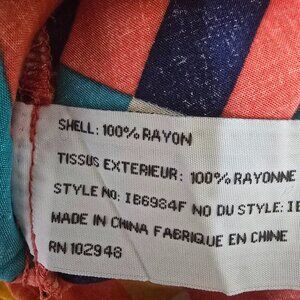 SHELL: 100% RAYON
TISSUS EXTERIEUR: 100% RAYONNE
STYLE NO: IB6984F NO DU STYLE: IB
MADE IN CHINA FABRIQUE EN CHINE
RN 102948